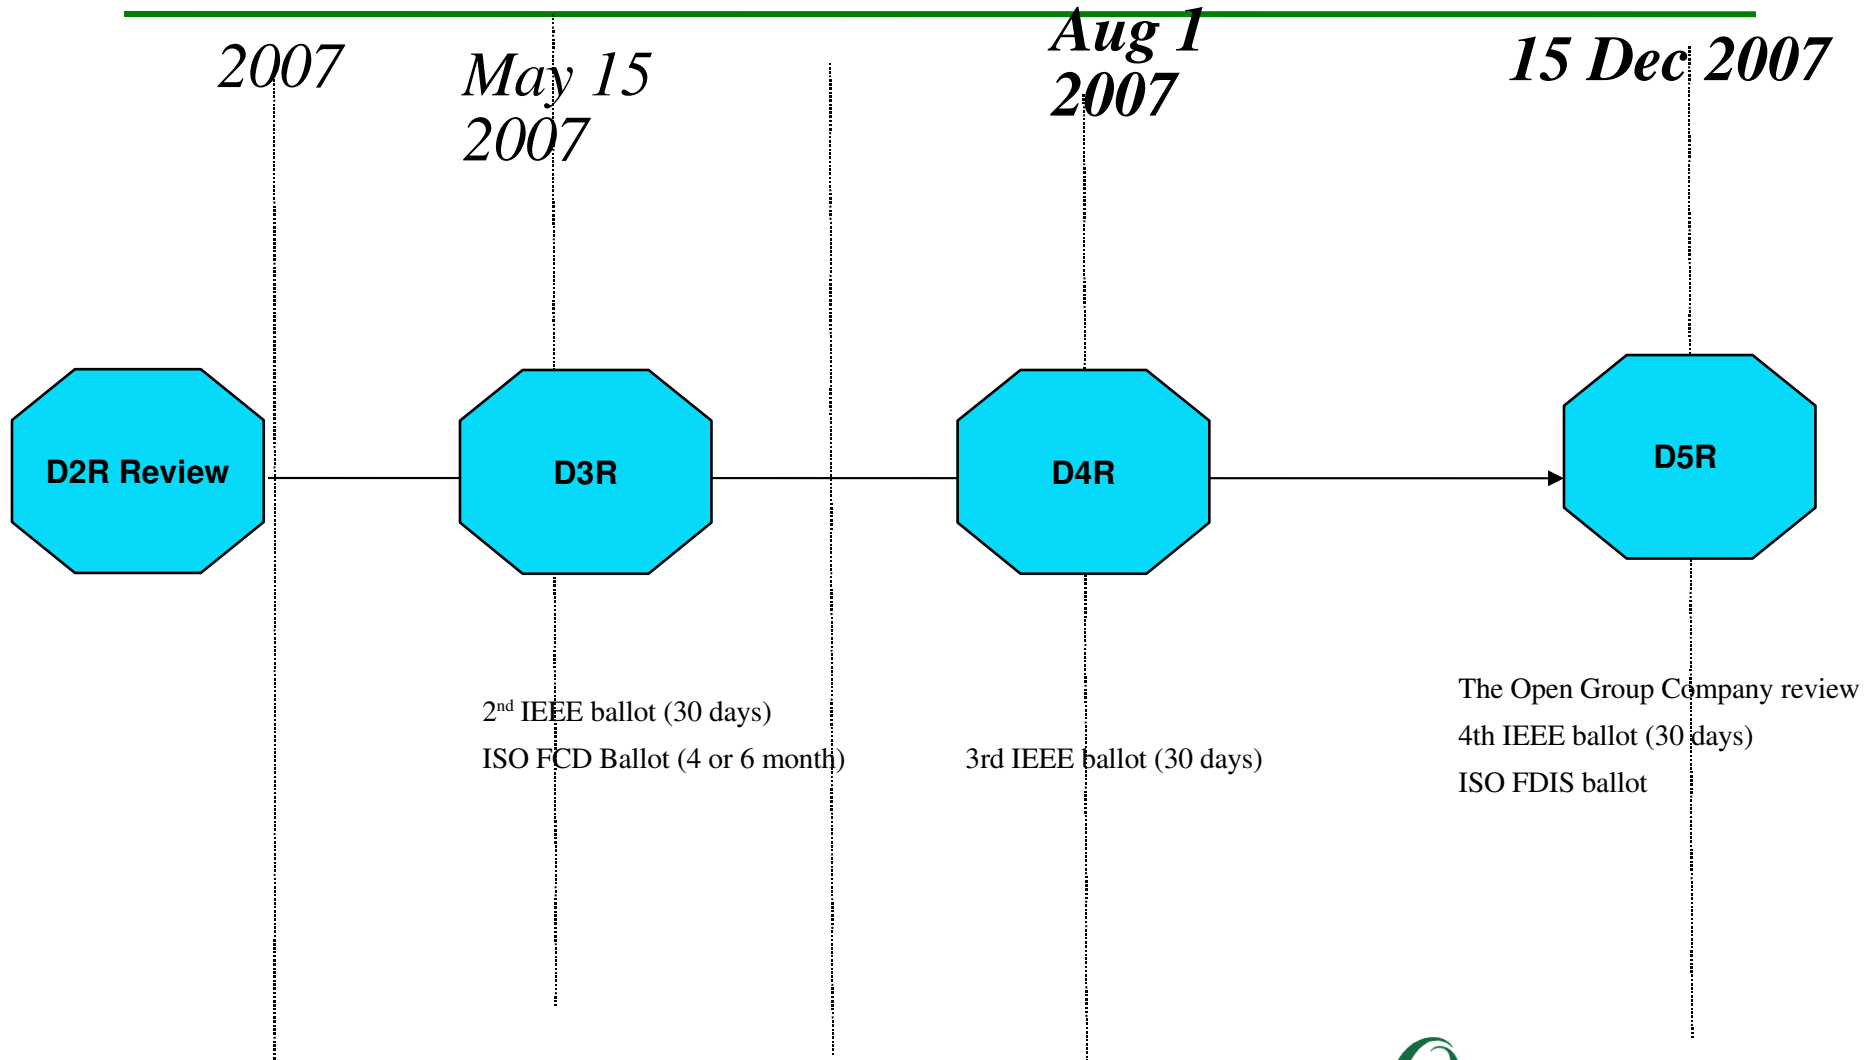 2007
May 15
2007
Aug 1
2007
15 Dec 2007
D2R Review
D3R
D4R
D5R
2nd IEEE ballot (30 days)
ISO FCD Ballot (4 or 6 month)
3rd IEEE ballot (30 days)
The Open Group Company review
4th IEEE ballot (30 days)
ISO FDIS ballot